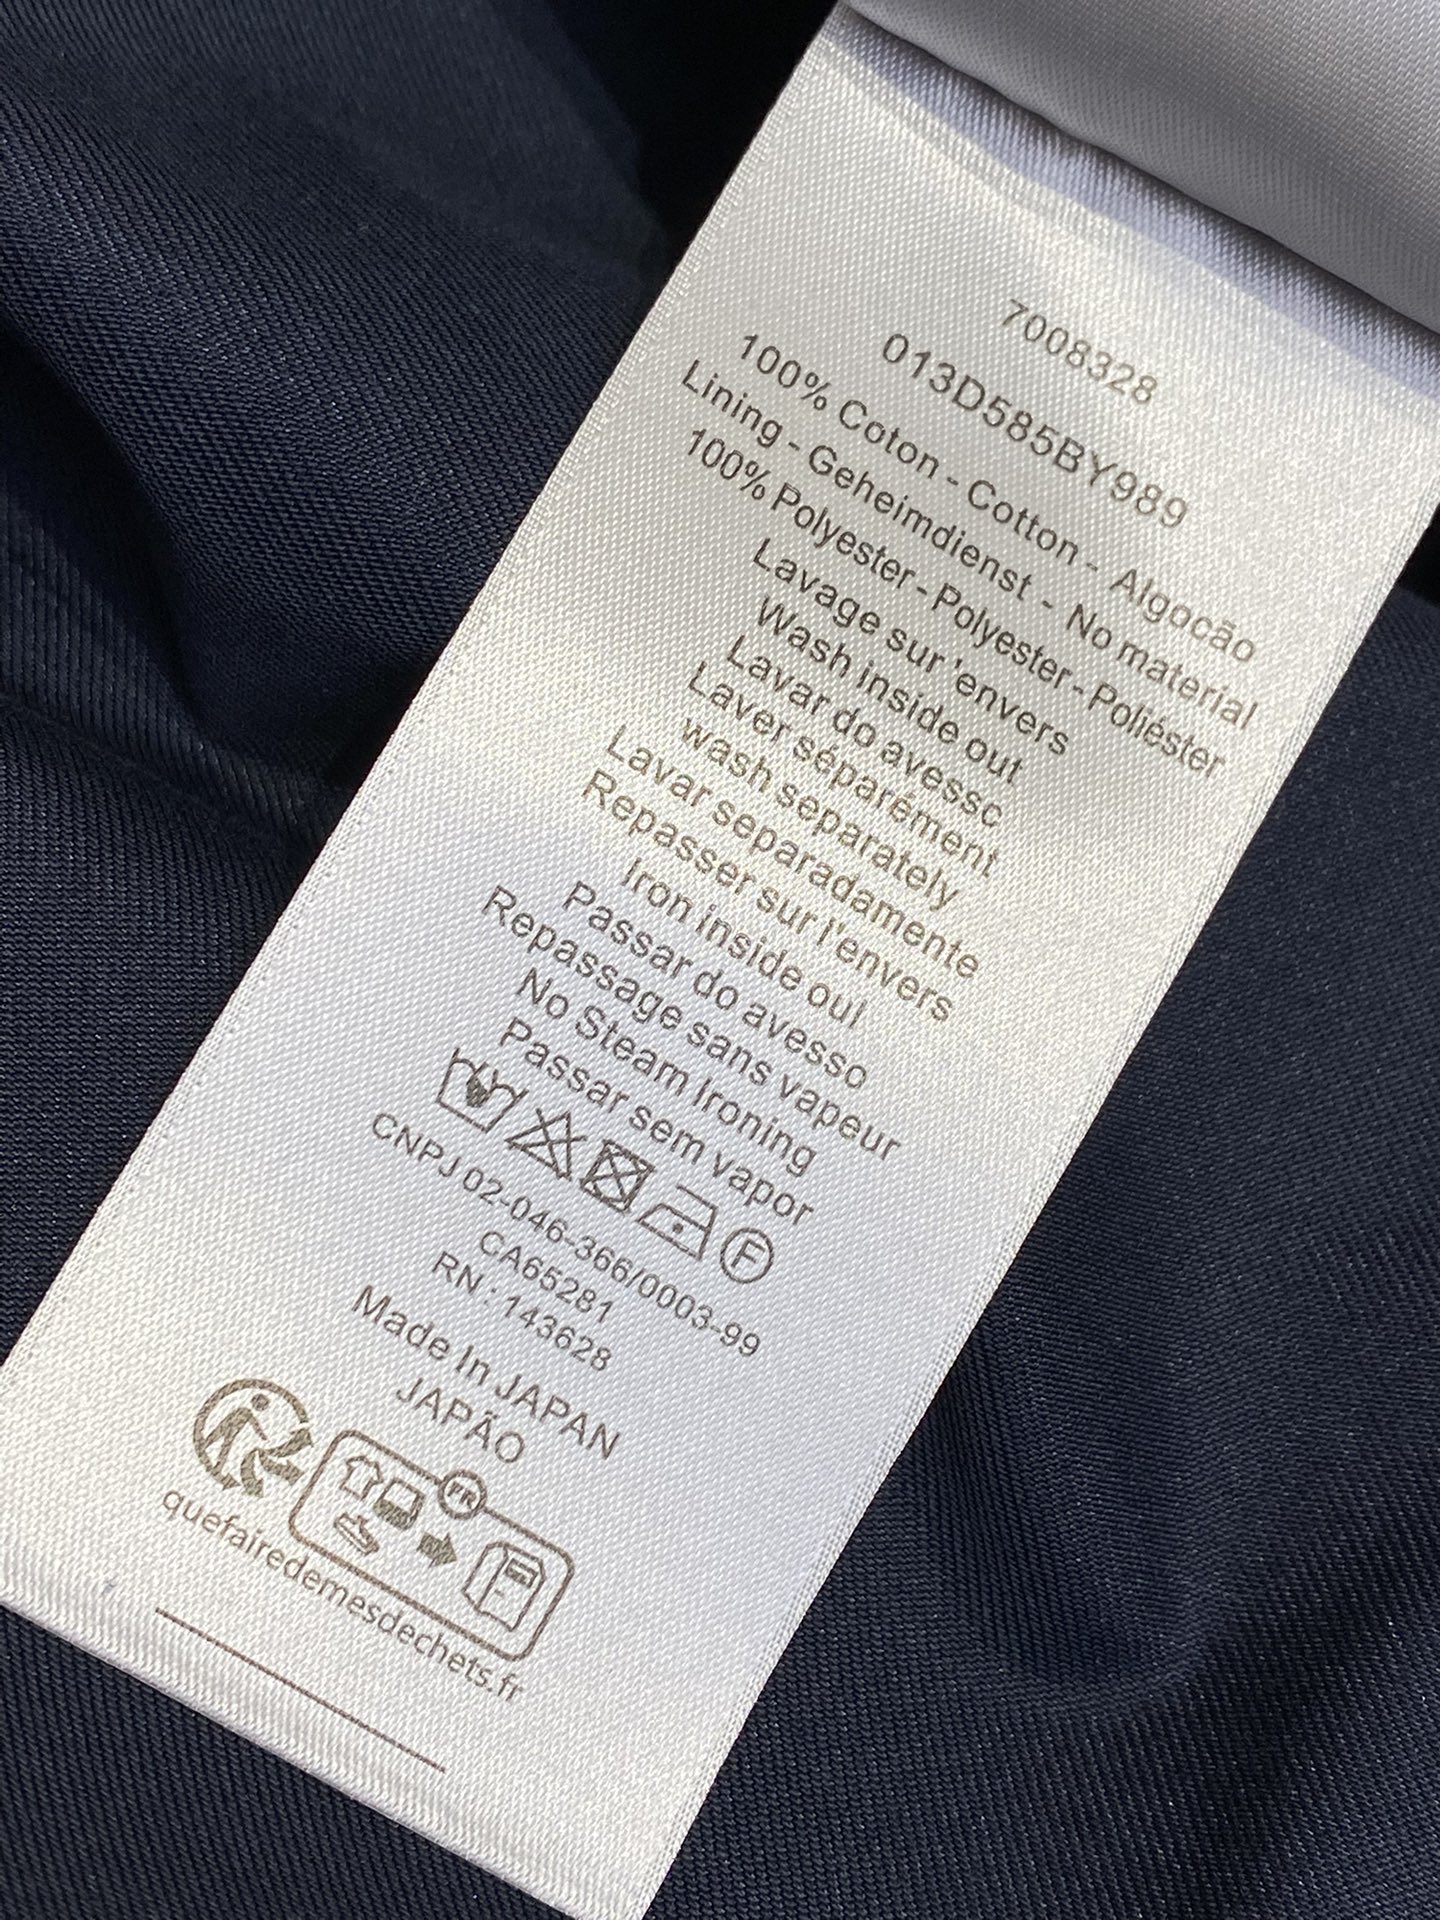 7008328
013D585BY989
100% Coton - Cotton - Algocão
Lining - Geheimdienst - No material
100% Polyester - Polyester - Poliéster
Lavage sur 'envers
Wash inside out
Lavar do avessc
Laver séparément
wash separately
Lavar separadamente
Repasser sur l'envers
Iron inside oul
Passar do avesso
Repassage sans vapeur
No Steam Ironing
Passar sem vapor
F
CNPJ 02-046-366/0003-99
CA65281
RN : 143628
Made In JAPAN
JAPÃO
FR
quefairedemesdechets.fr